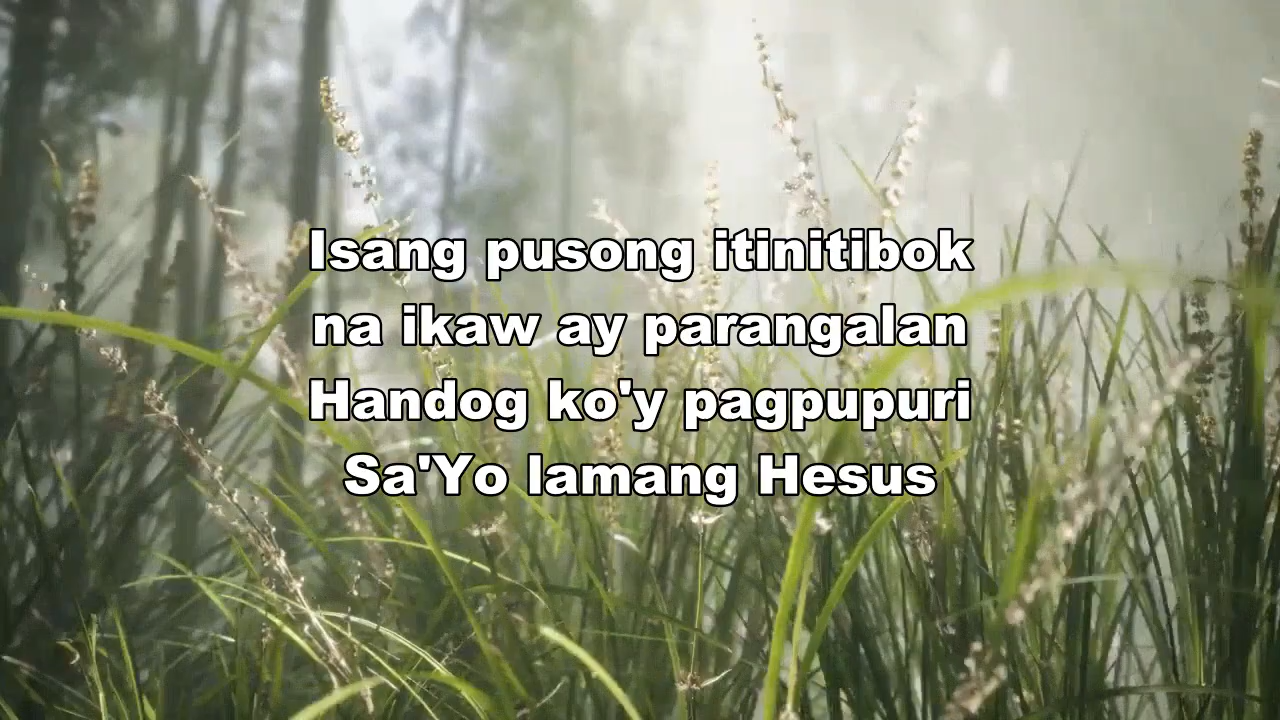 Isang pusong itinitibok
na ikaw ay parangalan
Handog ko'y pagpupuri
Sa'Yo lamang Hesus